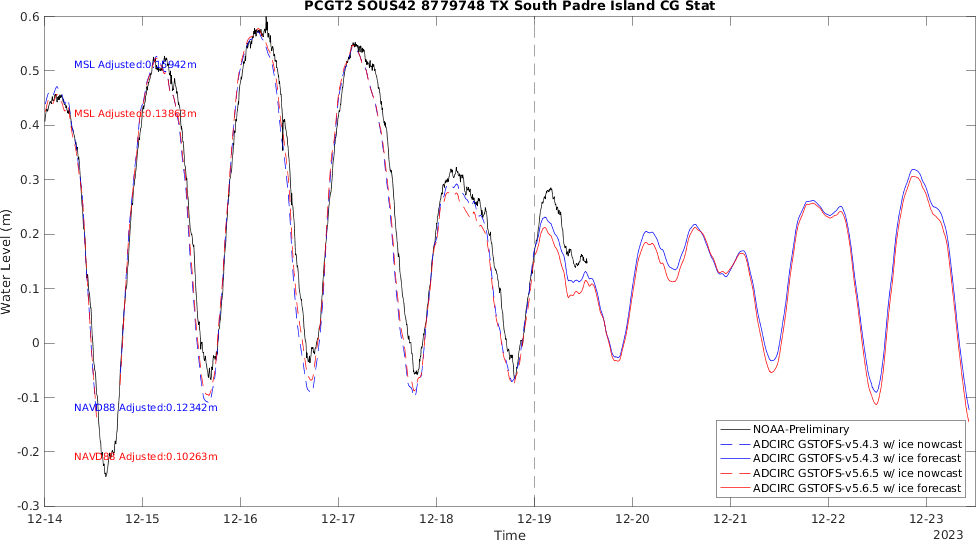 PCGT2 SOUS42 8779748 TX South Padre Island CG Stat
Water Level (m)
0.6
0.5
0.4
0.3
0.2
0.1
0
-0.1
-0.2
-0.3
MSL Adjusted:0.15942m
MSL Adjusted:0.13863m
NAVD88 Adjusted:0.12342m
NAVD88 Adjusted:0.10263m
NOAA-Preliminary
ADCIRC GSTOFS-v5.4.3 w/ ice nowcast
ADCIRC GSTOFS-v5.4.3 w/ ice forecast
ADCIRC GSTOFS-v5.6.5 w/ ice nowcast
ADCIRC GSTOFS-v5.6.5 w/ ice forecast
12-14 12-15 12-16 12-17 12-18 12-19 12-20 12-21 12-22 12-23
Time
2023